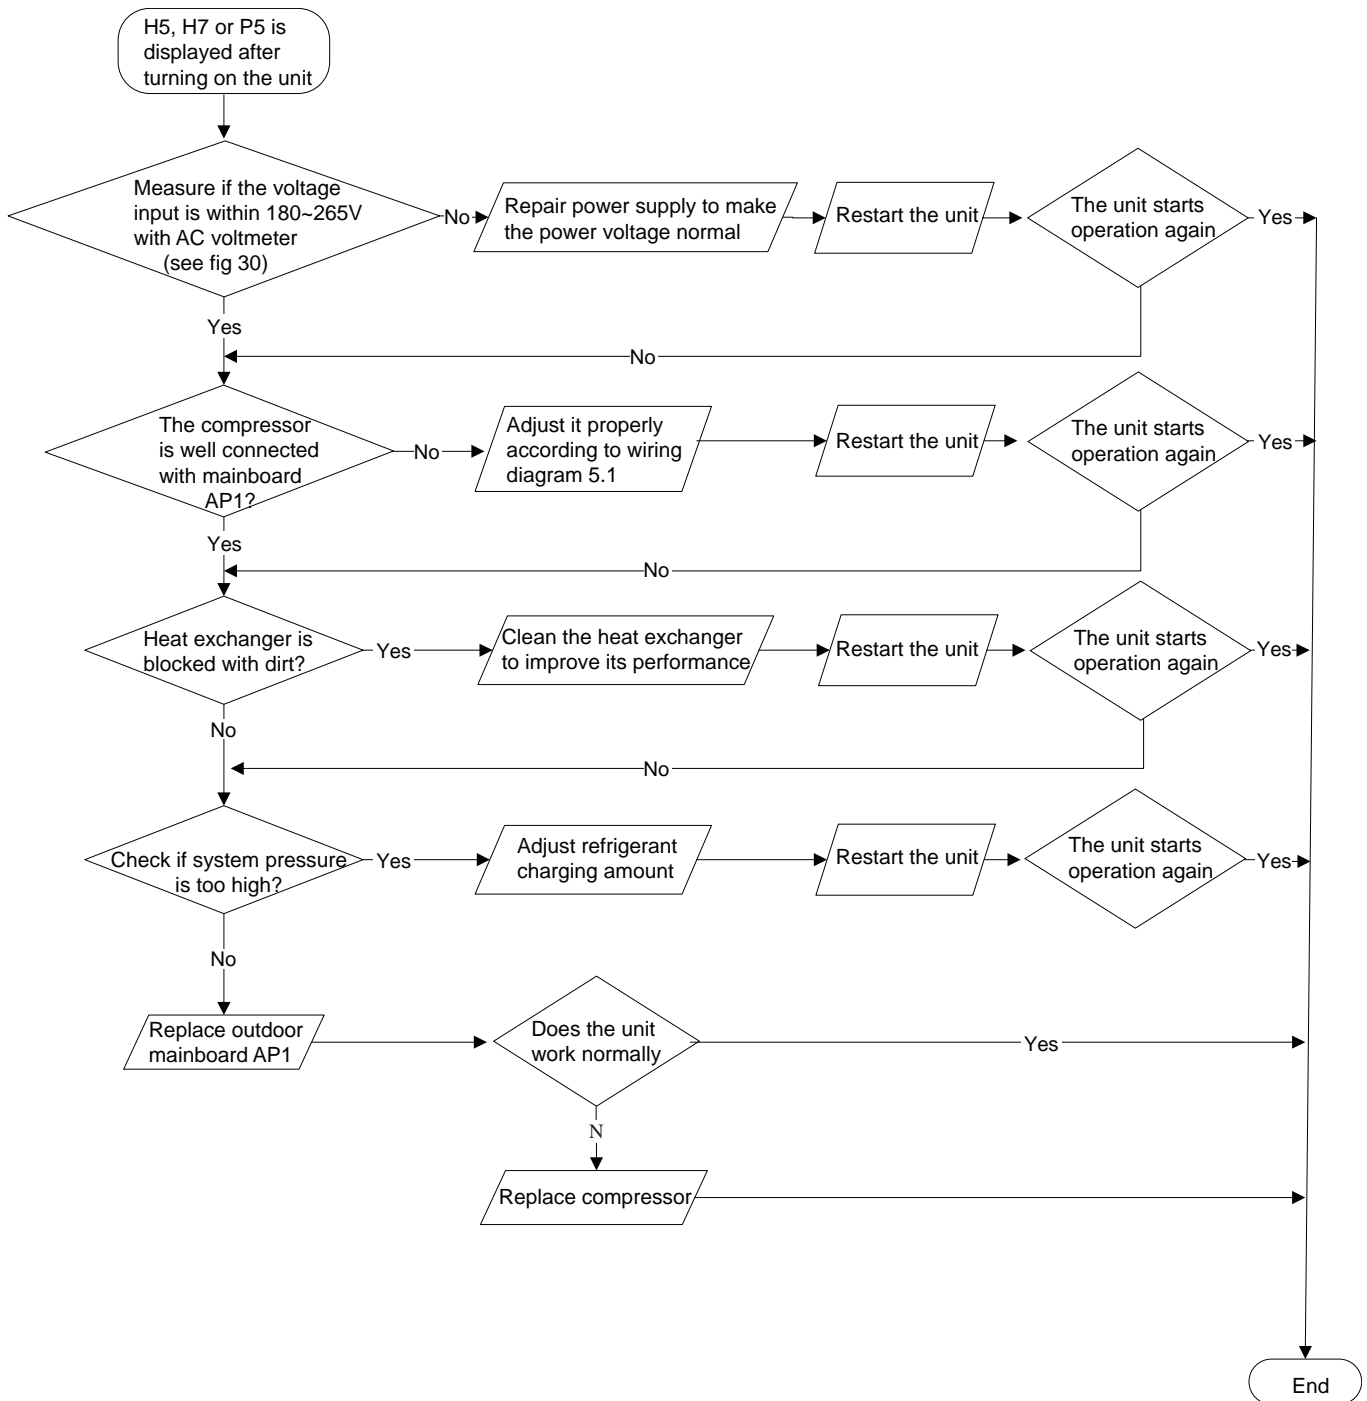 H5, H7 or P5 is
displayed after
turning on the unit
Measure if the voltage
input is within 180~265V
with AC voltmeter
(see fig 30)
No
Repair power supply to make
the power voltage normal
Restart the unit
The unit starts
operation again
Yes
Yes
No
The compressor
is well connected
with mainboard
AP1?
No
Adjust it properly
according to wiring
diagram 5.1
Restart the unit
The unit starts
operation again
Yes
Yes
No
Heat exchanger is
blocked with dirt?
Yes
Clean the heat exchanger
to improve its performance
Restart the unit
The unit starts
operation again
Yes
No
No
Check if system pressure
is too high?
Yes
Adjust refrigerant
charging amount
Restart the unit
The unit starts
operation again
Yes
No
Replace outdoor
mainboard AP1
Does the unit
work normally
Yes
N
Replace compressor
End